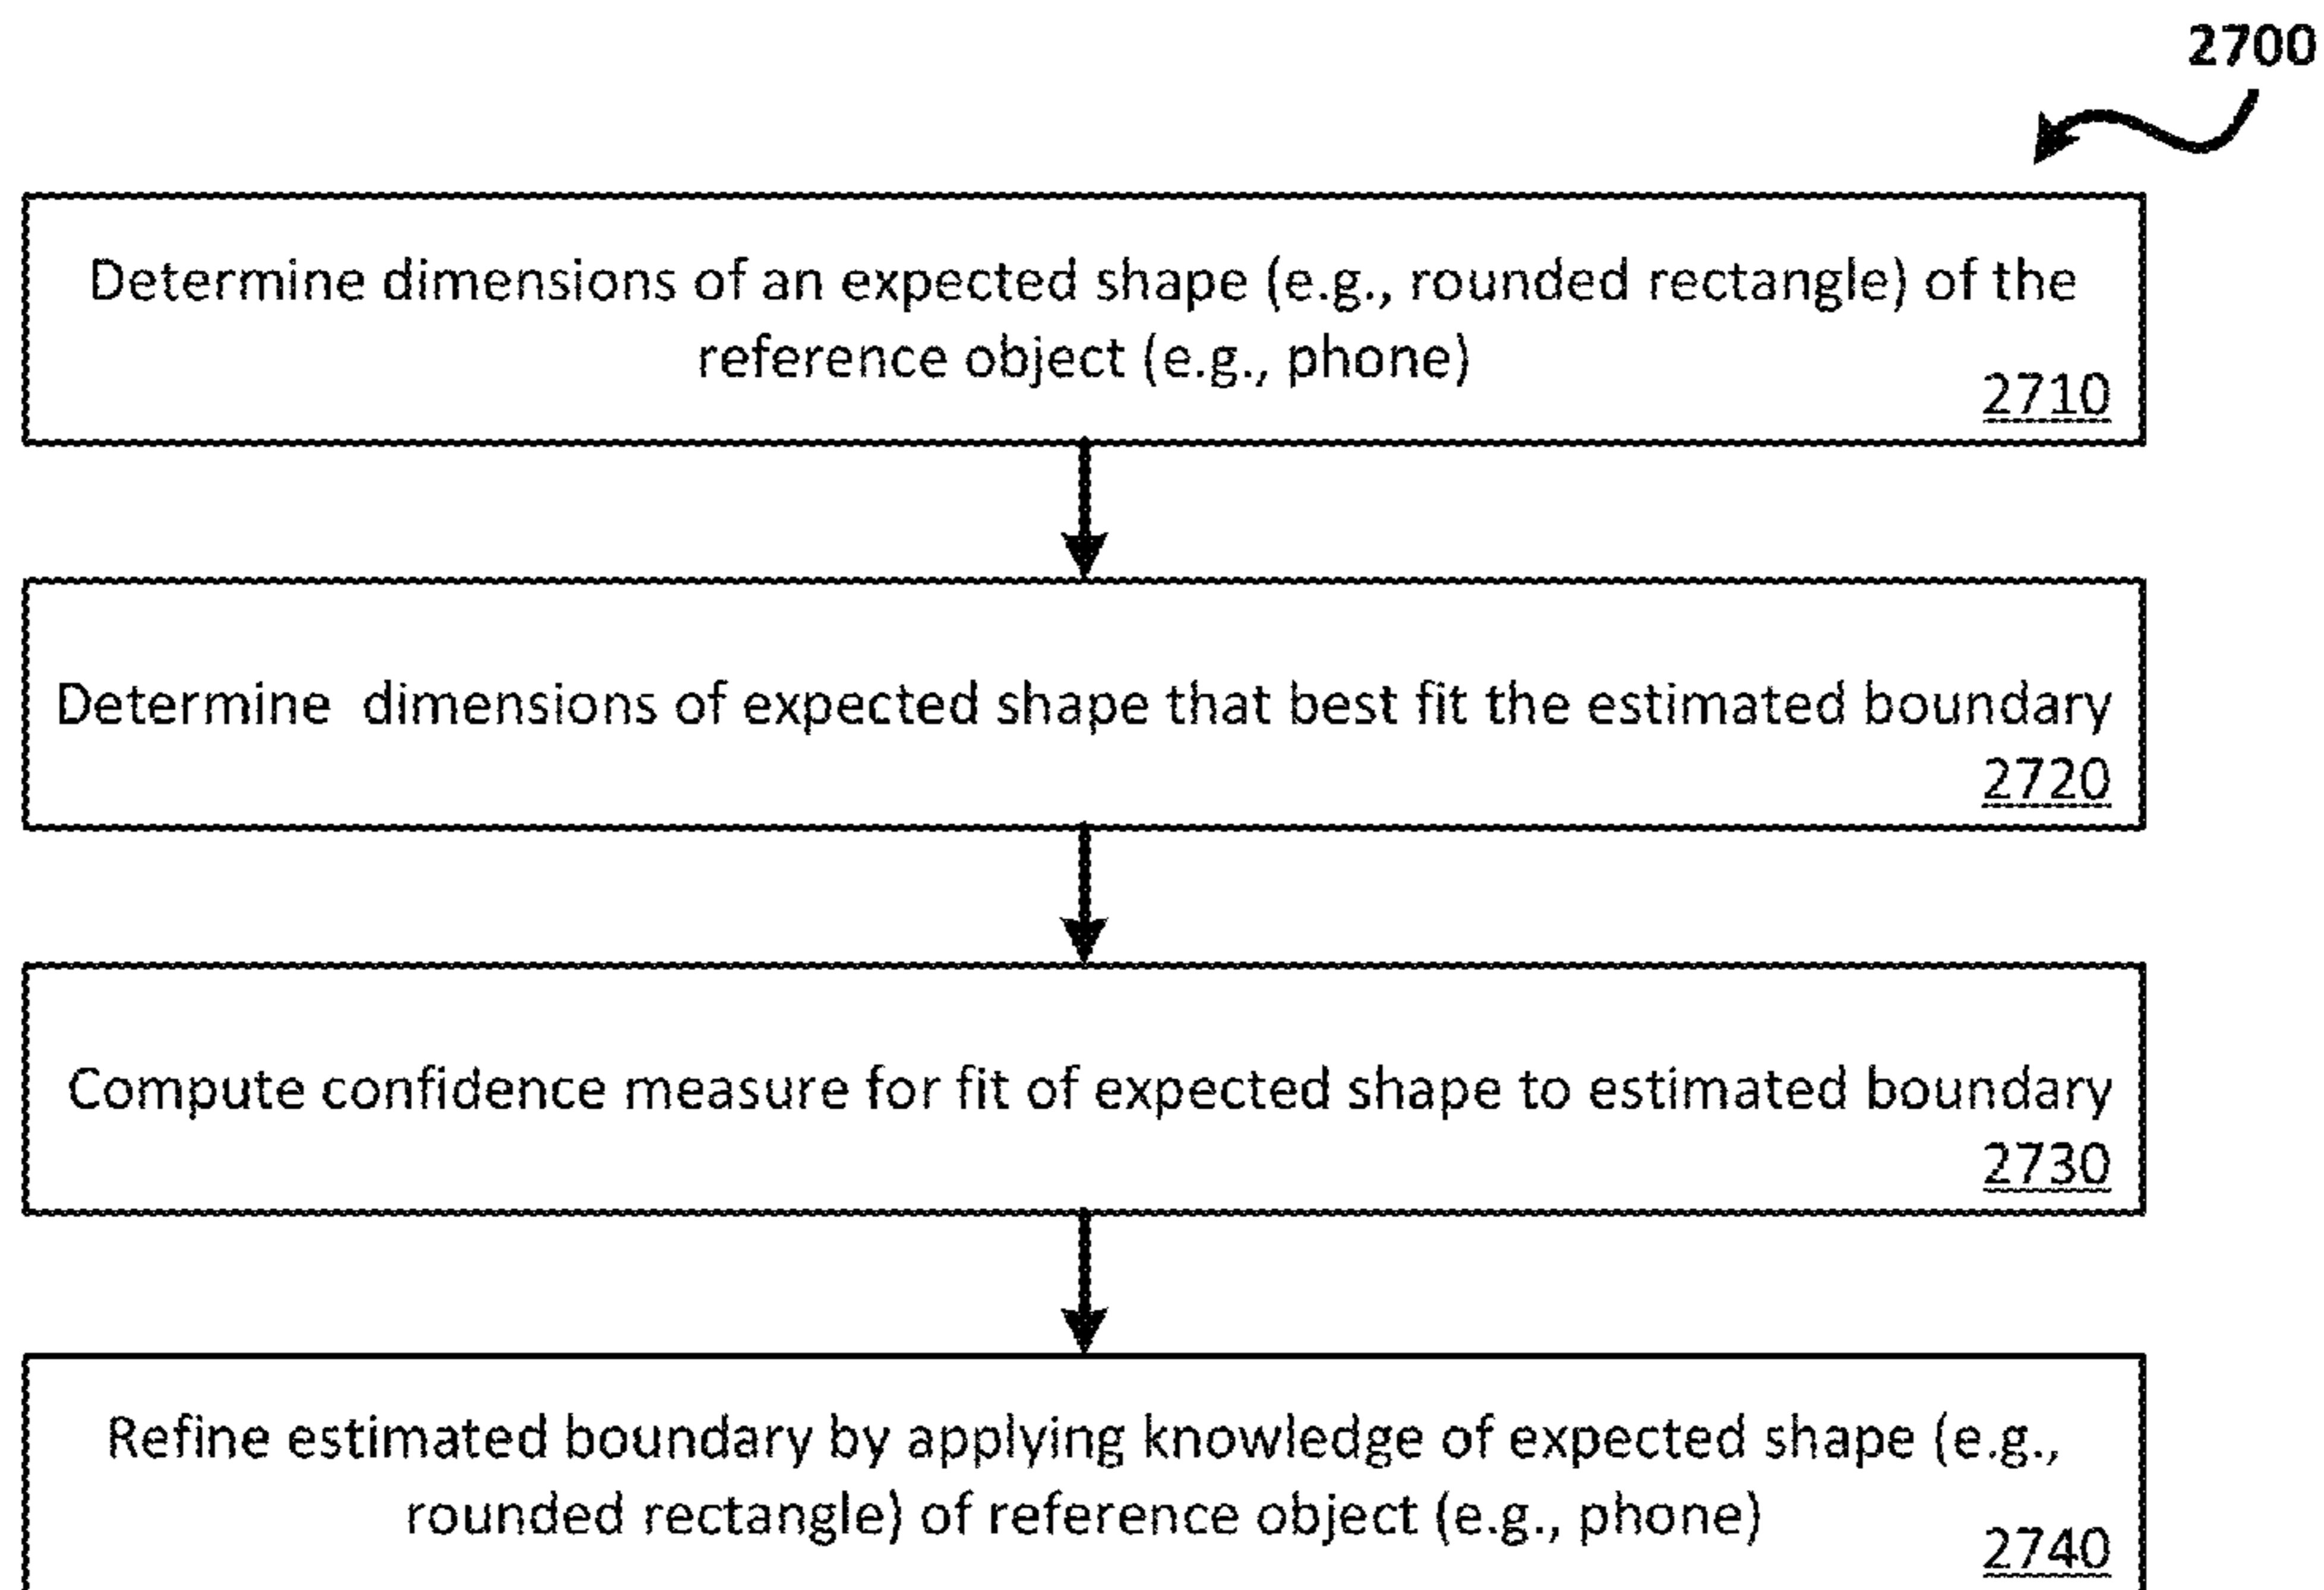 2700
Determine dimensions of an expected shape (e.g., rounded rectangle) of the
reference object (e.g., phone)
2710
Determine  dimensions of expected shape that best fit the estimated boundary
2720
Compute confidence measure for fit of expected shape to estimated boundary
2730
Refine estimated boundary by applying knowledge of expected shape (e.g.,
rounded rectangle) of reference object (e.g., phone)
2740